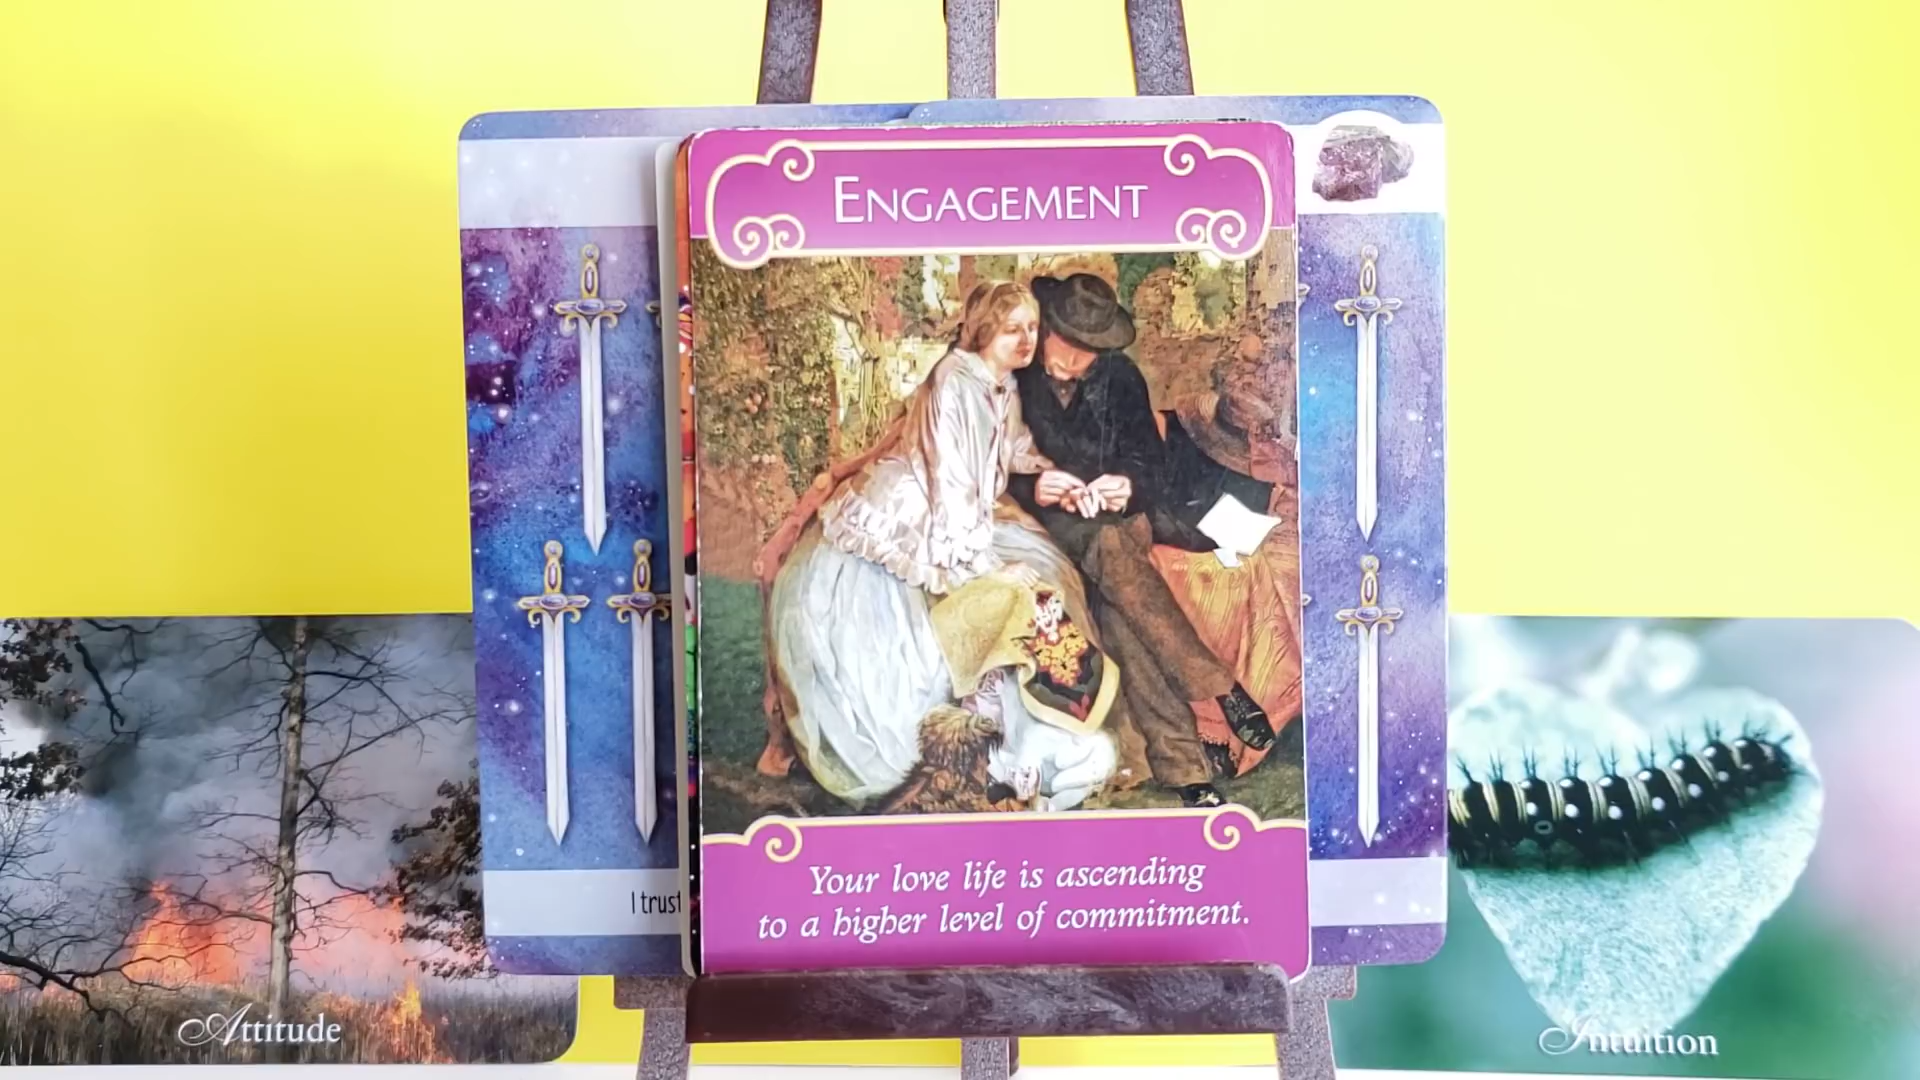 ENGAGEMENT
Your love life is ascending
to a higher level of commitment.
I trust
Attitude
Intuition